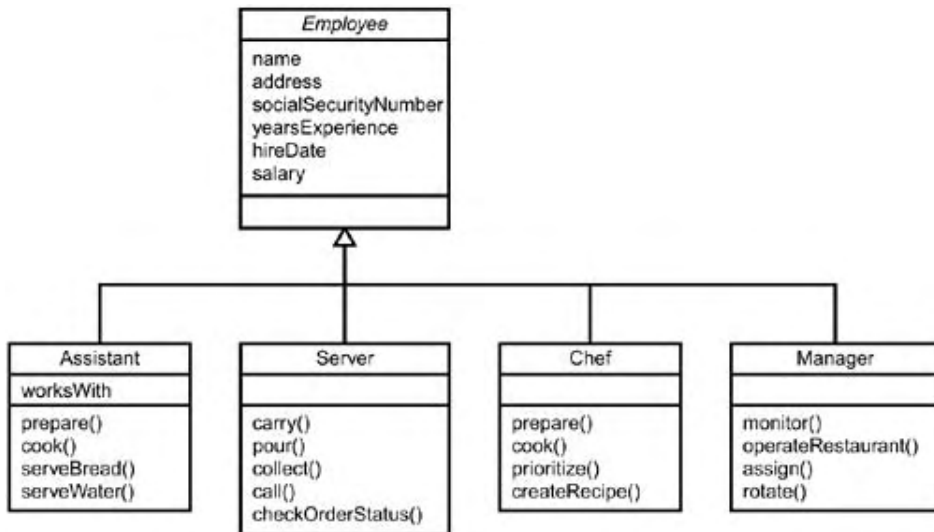 Employee
name
address
socialSecurityNumber
yearsExperience
hireDate
salary
Assistant
worksWith
prepare()
cook()
serveBread()
serveWater()
Server
carry()
pour()
collect()
call()
checkOrderStatus()
Chef
prepare()
cook()
prioritize()
createRecipe()
Manager
monitor()
operateRestaurant()
assign()
rotate()